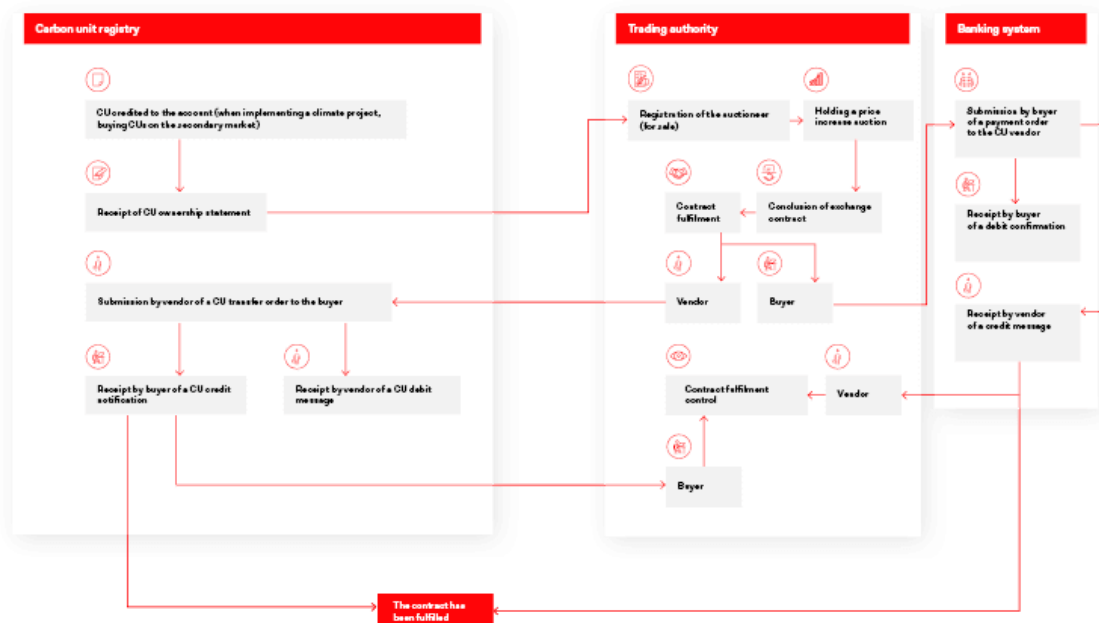 Carbon unit registry
CU credited to the account (when implementing a climate project,
buying CUs on the secondary market)
Receipt of CU ownership statement
Submission by vendor of a CU transfer order to the buyer
Receipt by buyer of a CU credit
notification
Receipt by vendor of a CU debit
message
Trading authority
Registration of the auctioneer
(for sale)
Holding a price
increase auction
Contract
fulfilment
Conclusion of exchange
contract
Vendor
Buyer
Contract fulfilment
control
Vendor
Buyer
Banking system
Submission by buyer
of a payment order
to the CU vendor
Receipt by buyer
of a debit confirmation
Receipt by vendor
of a credit message
The contract has
been fulfilled